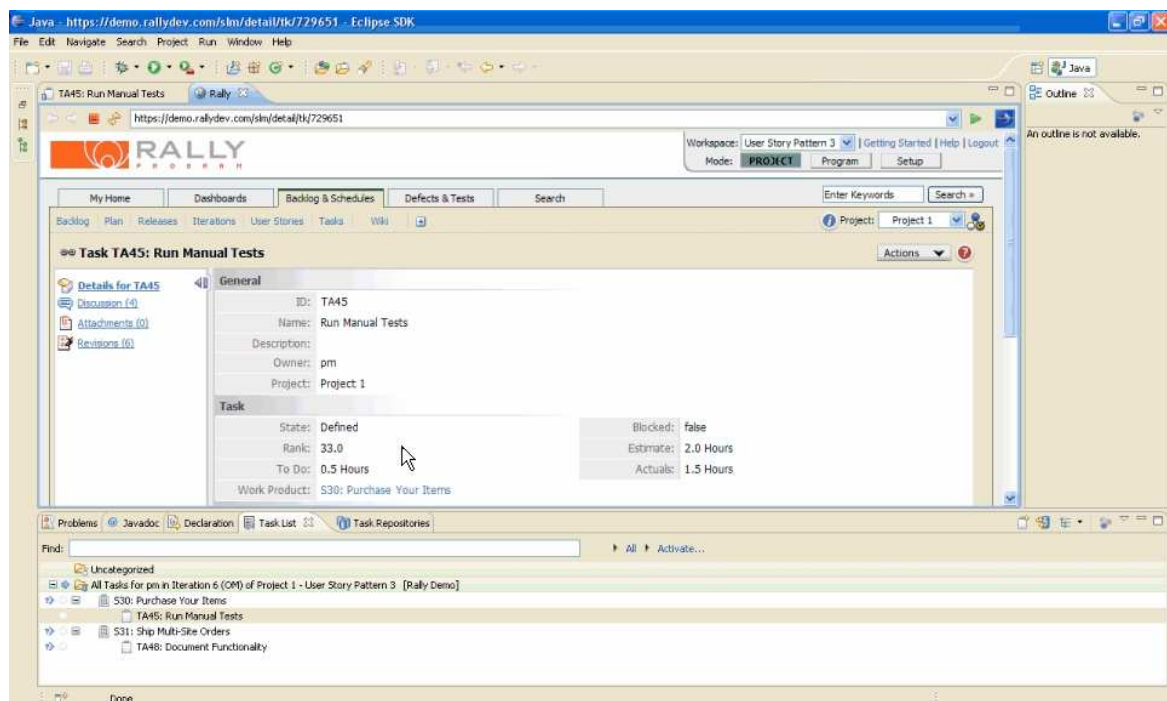 Java - https://demo.rallydev.com/slm/detail/tk/729651 - Eclipse SDK
File Edit Navigate Search Project Run Window Help
Java
TA45: Run Manual Tests Rally
Outline
https://demo.rallydev.com/slm/detail/tk/729651
An outline is not available.
RALLY
PROGRAM
Workspace: User Story Pattern 3 | Getting Started | Help | Logout
Mode: PROJECT Program Setup
My Home Dashboards Backlog & Schedules Defects & Tests Search
Enter Keywords Search »
Backlog Plan Releases Iterations User Stories Tasks Wiki
Project: Project 1
Task TA45: Run Manual Tests
Actions
Details for TA45
Discussion (4)
Attachments (0)
Revisions (6)
General
ID: TA45
Name: Run Manual Tests
Description:
Owner: pm
Project: Project 1
Task
State: Defined Blocked: false
Rank: 33.0 Estimate: 2.0 Hours
To Do: 0.5 Hours Actuals: 1.5 Hours
Work Product: S30: Purchase Your Items
Problems Javadoc Declaration Task List Task Repositories
Find: All Activate...
Uncategorized
All Tasks for pm in Iteration 6 (OM) of Project 1 - User Story Pattern 3 [Rally Demo]
S30: Purchase Your Items
TA45: Run Manual Tests
S31: Ship Multi-Site Orders
TA48: Document Functionality
Done